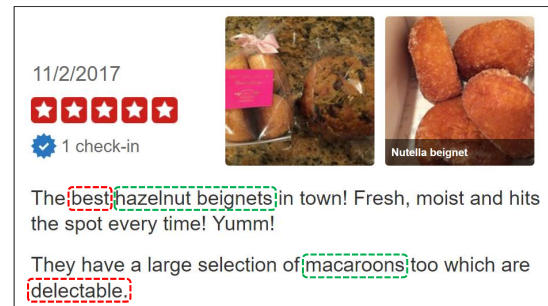 11/2/2017
1 check-in
Nutella beignet
The best hazelnut beignets in town! Fresh, moist and hits
the spot every time! Yumm!
They have a large selection of macaroons too which are
delectable.